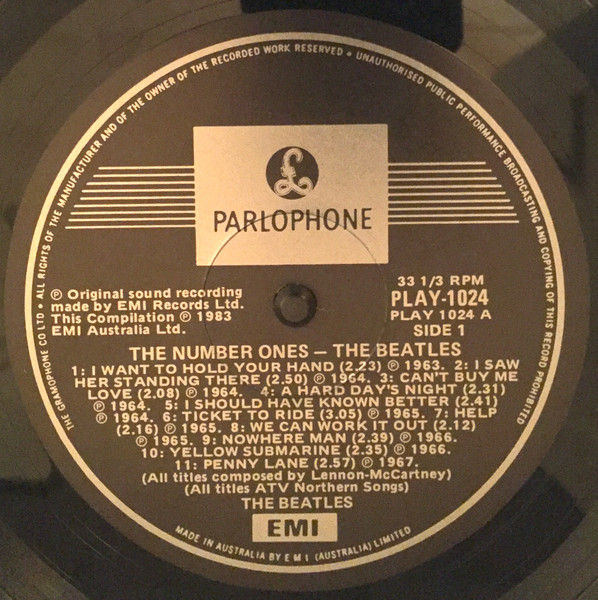 THE GRAMOPHONE CO LTD • ALL RIGHTS OF THE MANUFACTURER AND OF THE OWNER OF THE RECORDED WORK RESERVED • UNAUTHORISED PUBLIC PERFORMANCE BROADCASTING AND COPYING OF THIS RECORD PROHIBITED
£
PARLOPHONE
℗ Original sound recording
made by EMI Records Ltd.
This Compilation ℗ 1983
EMI Australia Ltd.
33 1/3 RPM
PLAY-1024
PLAY 1024 A
SIDE 1
THE NUMBER ONES – THE BEATLES
1: I WANT TO HOLD YOUR HAND (2.23) ℗ 1963. 2: I SAW
HER STANDING THERE (2.50) ℗ 1964. 3: CAN'T BUY ME
LOVE (2.08) ℗ 1964. 4: A HARD DAY'S NIGHT (2.31)
℗ 1964. 5: I SHOULD HAVE KNOWN BETTER (2.41)
℗ 1964. 6: TICKET TO RIDE (3.05) ℗ 1965. 7: HELP
(2.16) ℗ 1965. 8: WE CAN WORK IT OUT (2.12)
℗ 1965. 9: NOWHERE MAN (2.39) ℗ 1966.
10: YELLOW SUBMARINE (2.35) ℗ 1966.
11: PENNY LANE (2.57) ℗ 1967.
(All titles composed by Lennon-McCartney)
(All titles ATV Northern Songs)
THE BEATLES
EMI
MADE IN AUSTRALIA BY E M I (AUSTRALIA) LIMITED